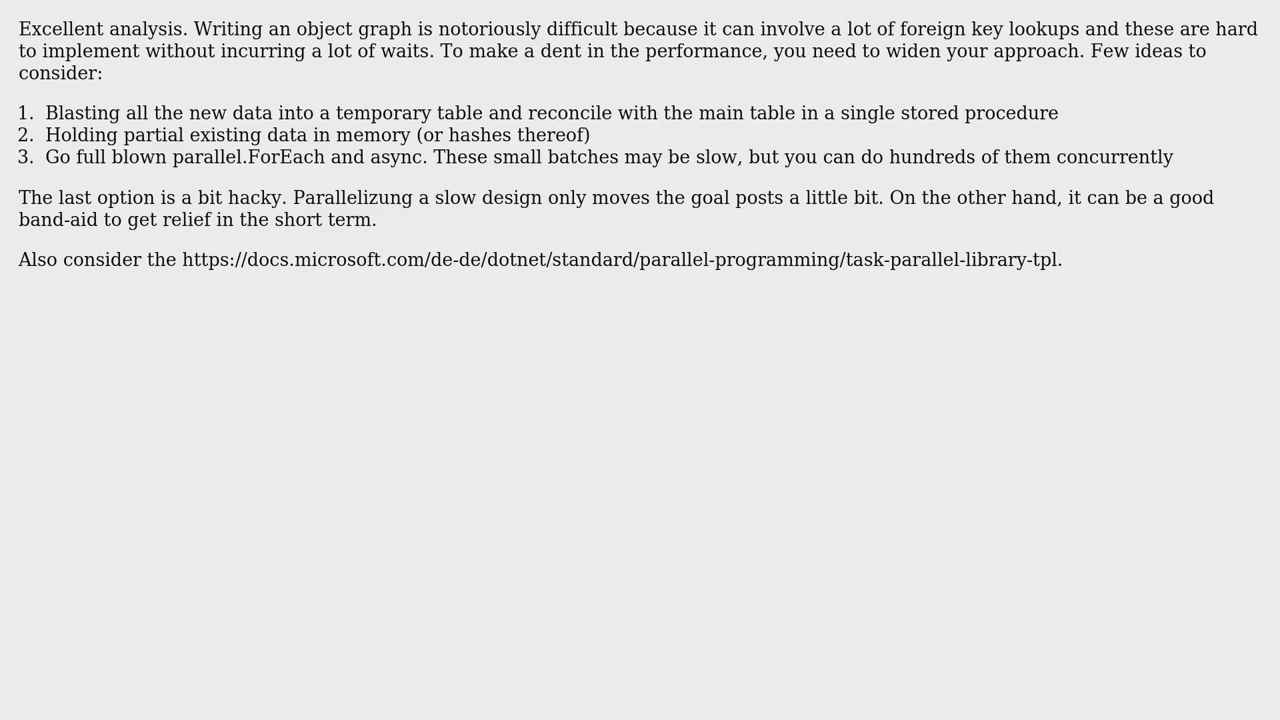 Excellent analysis. Writing an object graph is notoriously difficult because it can involve a lot of foreign key lookups and these are hard
to implement without incurring a lot of waits. To make a dent in the performance, you need to widen your approach. Few ideas to
consider:
1. Blasting all the new data into a temporary table and reconcile with the main table in a single stored procedure
2. Holding partial existing data in memory (or hashes thereof)
3. Go full blown parallel.ForEach and async. These small batches may be slow, but you can do hundreds of them concurrently
The last option is a bit hacky. Parallelizung a slow design only moves the goal posts a little bit. On the other hand, it can be a good
band-aid to get relief in the short term.
Also consider the https://docs.microsoft.com/de-de/dotnet/standard/parallel-programming/task-parallel-library-tpl.